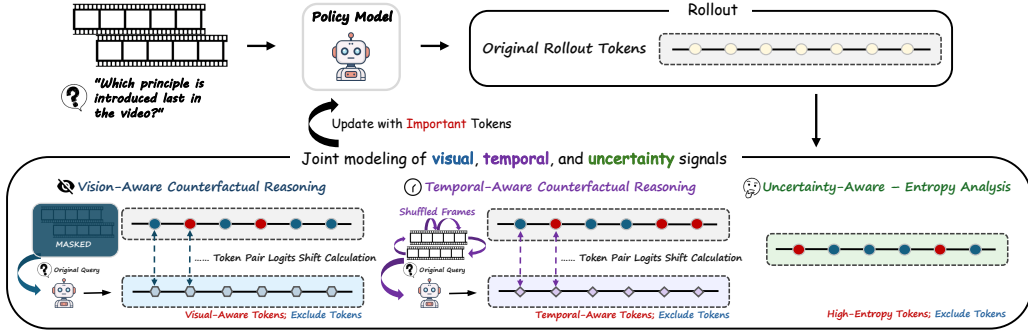 Policy Model
Rollout
Original Rollout Tokens
"Which principle is
introduced last in
the video?"
Update with Important Tokens
Joint modeling of visual, temporal, and uncertainty signals
Vision-Aware Counterfactual Reasoning
Temporal-Aware Counterfactual Reasoning
Uncertainty-Aware – Entropy Analysis
Shuffled Frames
MASKED
Original Query
...... Token Pair Logits Shift Calculation
Original Query
...... Token Pair Logits Shift Calculation
Visual-Aware Tokens; Exclude Tokens
Temporal-Aware Tokens; Exclude Tokens
High-Entropy Tokens; Exclude Tokens